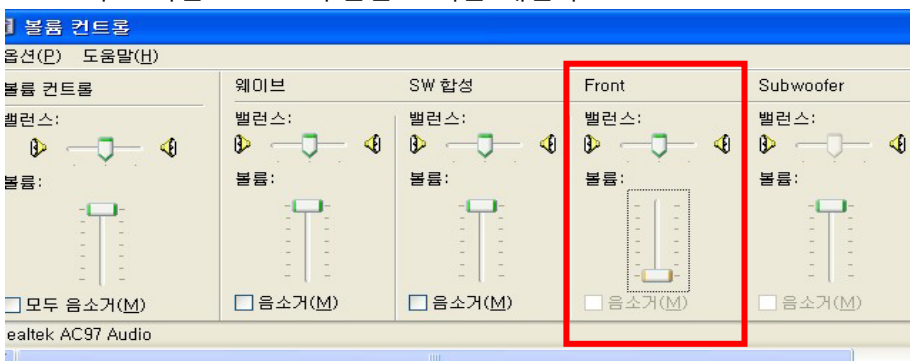 볼륨 컨트롤
옵션(P) 도움말(H)
볼륨 컨트롤
밸런스:
볼륨:
모두 음소거(M)
웨이브
밸런스:
볼륨:
음소거(M)
SW 합성
밸런스:
볼륨:
음소거(M)
Front
밸런스:
볼륨:
음소거(M)
Subwoofer
밸런스:
볼륨:
음소거(M)
ealtek AC97 Audio